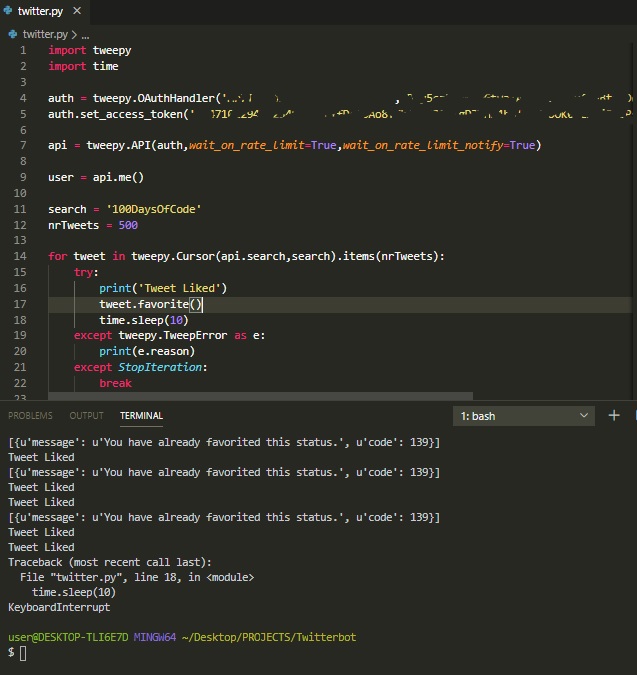 twitter.py ×
twitter.py > ...
1 import tweepy
2 import time
3
4 auth = tweepy.OAuthHandler('
5 auth.set_access_token('
6
7 api = tweepy.API(auth,wait_on_rate_limit=True,wait_on_rate_limit_notify=True)
8
9 user = api.me()
10
11 search = '100DaysOfCode'
12 nrTweets = 500
13
14 for tweet in tweepy.Cursor(api.search,search).items(nrTweets):
15 try:
16 print('Tweet Liked')
17 tweet.favorite()
18 time.sleep(10)
19 except tweepy.TweepError as e:
20 print(e.reason)
21 except StopIteration:
22 break
23
PROBLEMS OUTPUT TERMINAL 1: bash +
[{u'message': u'You have already favorited this status.', u'code': 139}]
Tweet Liked
[{u'message': u'You have already favorited this status.', u'code': 139}]
Tweet Liked
Tweet Liked
[{u'message': u'You have already favorited this status.', u'code': 139}]
Tweet Liked
Tweet Liked
Traceback (most recent call last):
File "twitter.py", line 18, in <module>
time.sleep(10)
KeyboardInterrupt
user@DESKTOP-TLI6E7D MINGW64 ~/Desktop/PROJECTS/Twitterbot
$